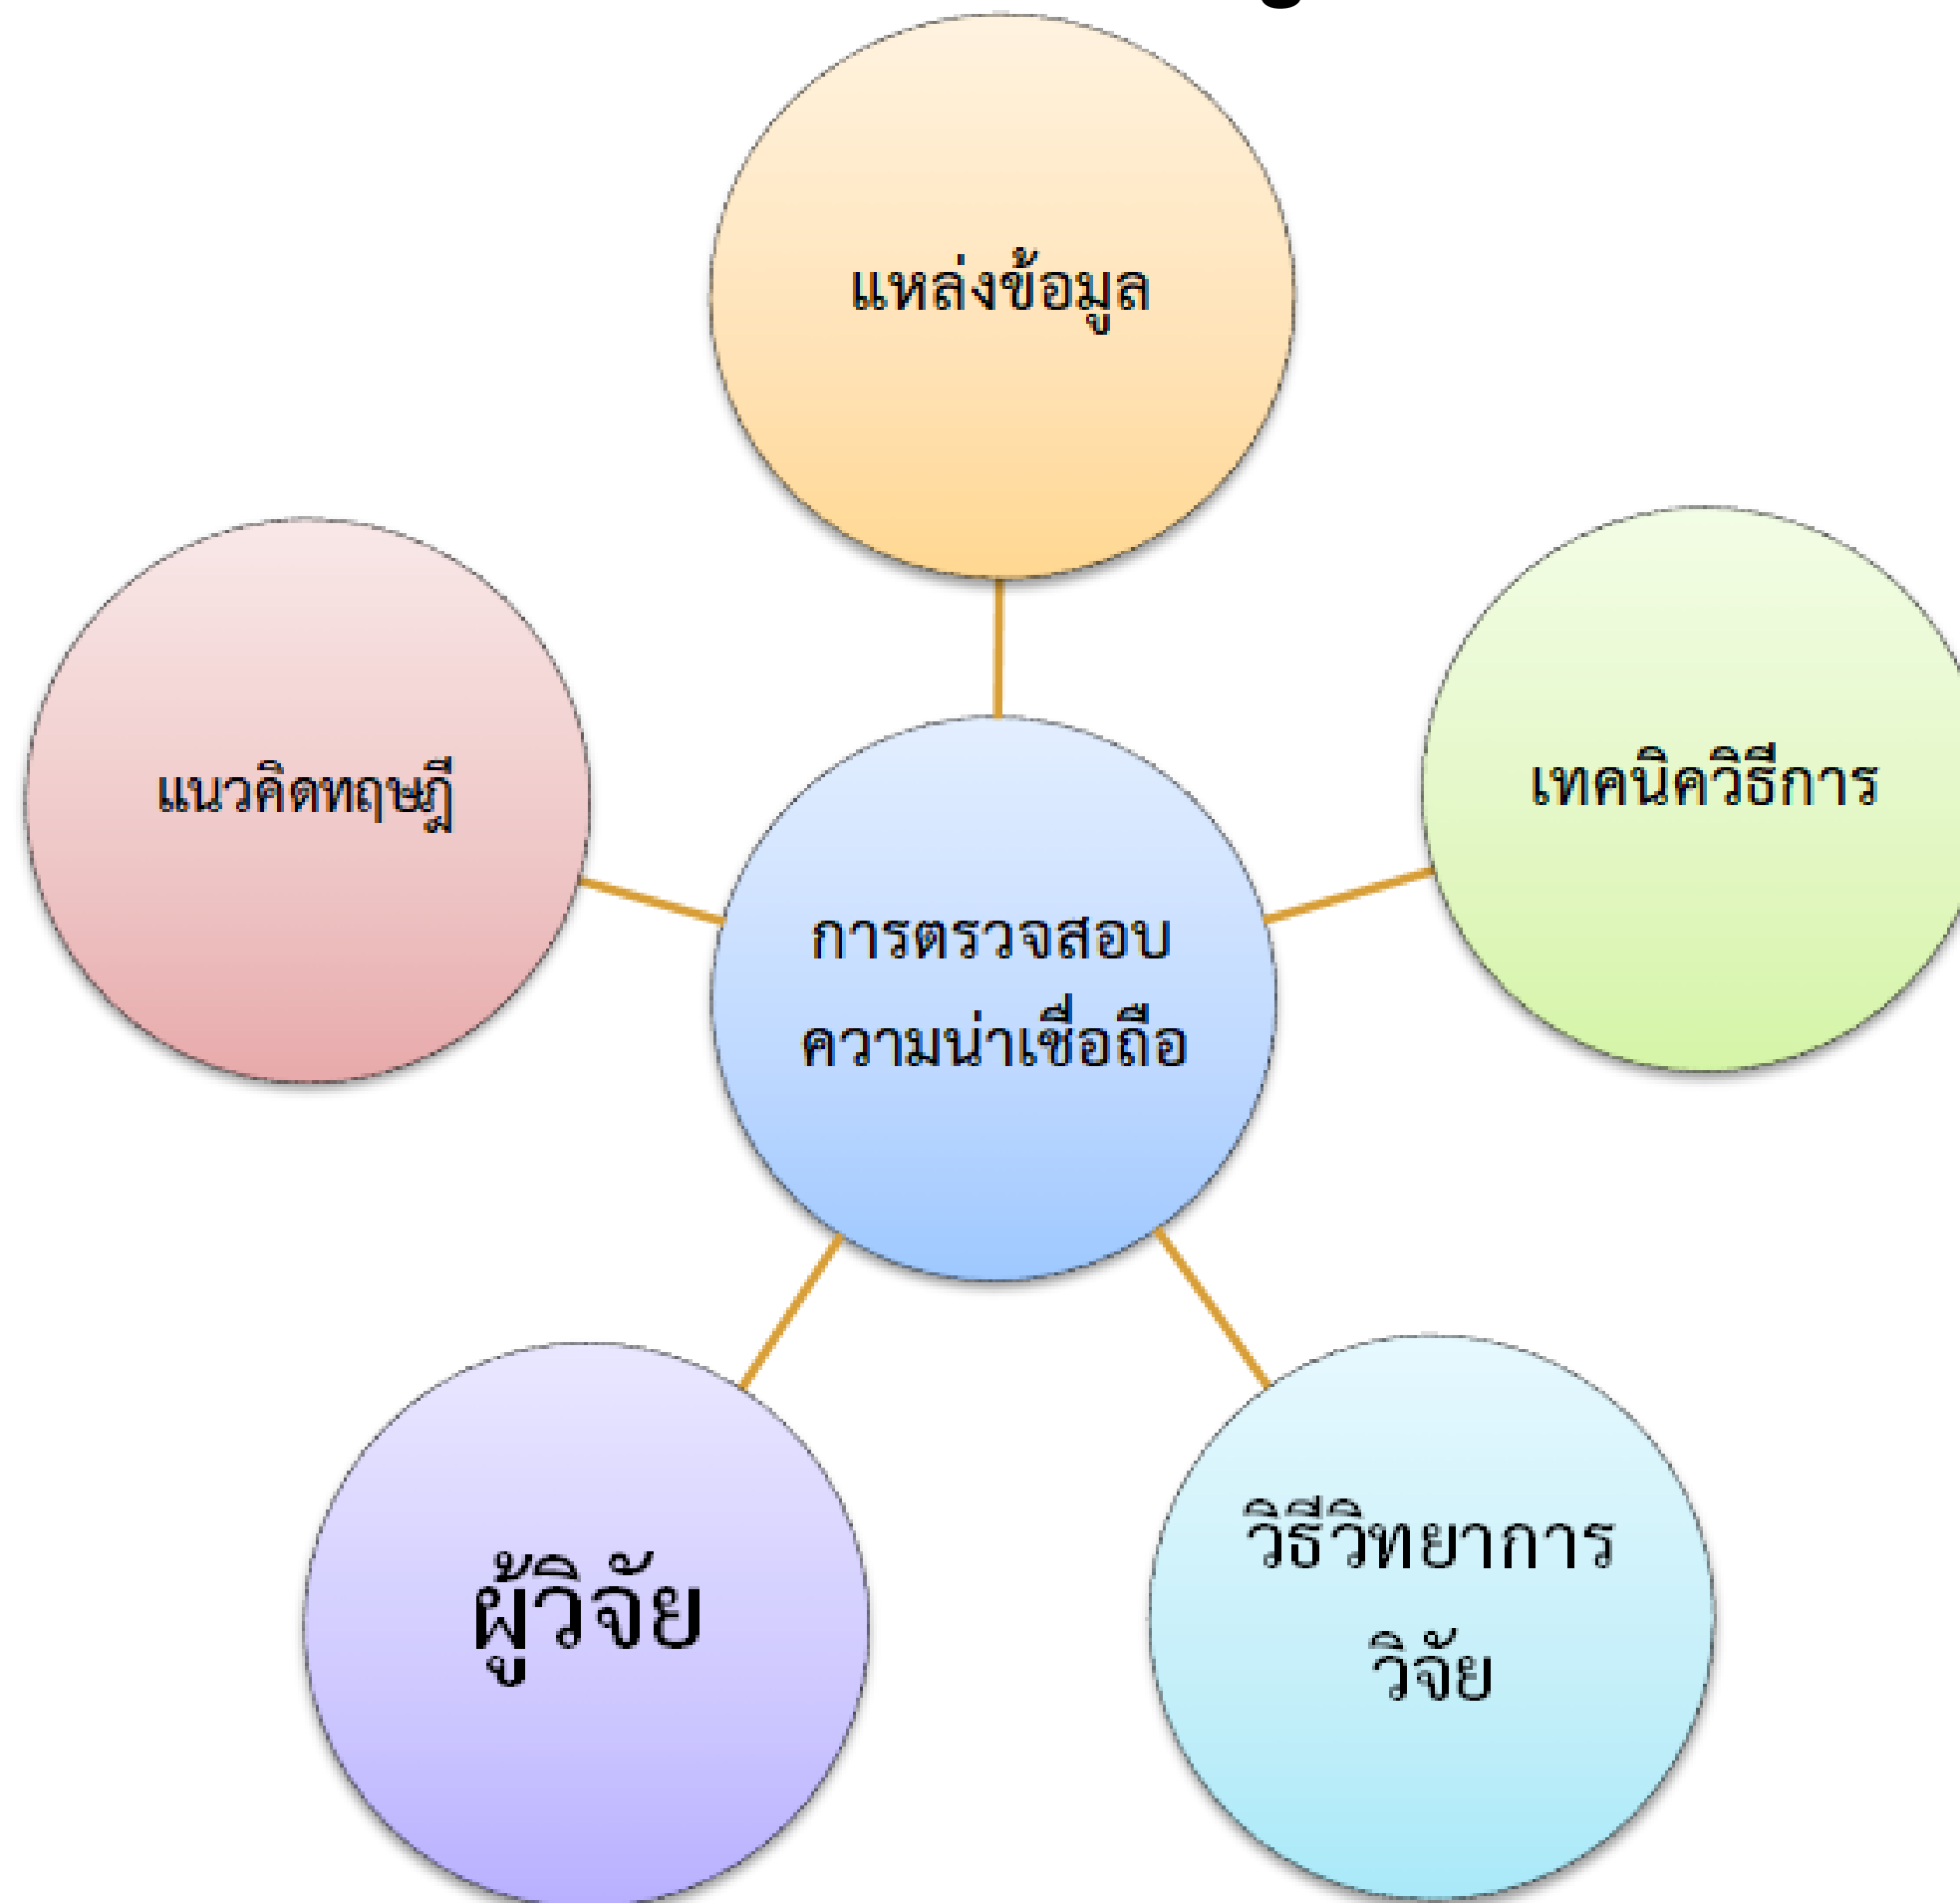 แหล่งข้อมูล
แนวคิดทฤษฎี
เทคนิควิธีการ
การตรวจสอบ
ความน่าเชื่อถือ
ผู้วิจัย
วิธีวิทยาการ
วิจัย